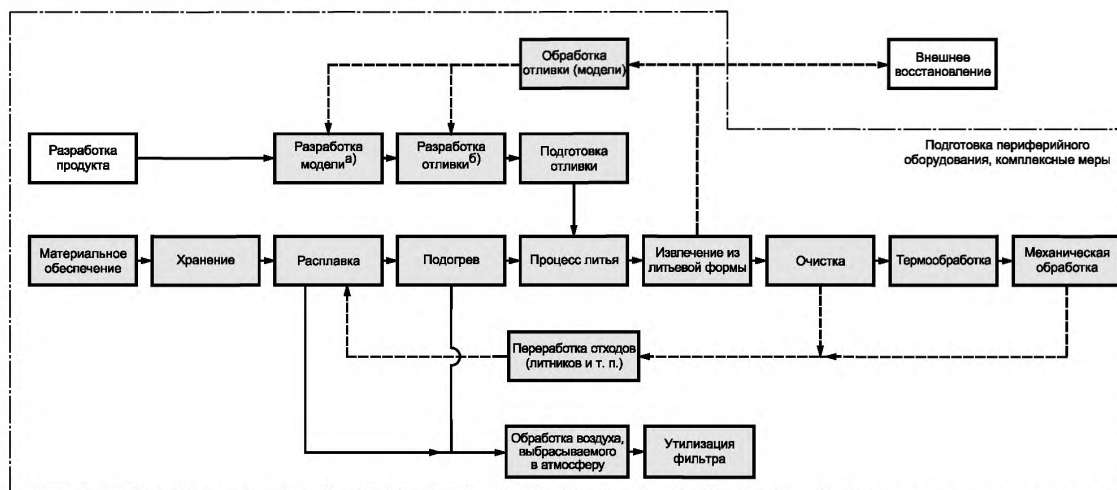 Обработка
отливки (модели)
Внешнее
восстановление
Разработка
продукта
Разработка
модели а)
Разработка
отливки б)
Подготовка
отливки
Подготовка периферийного
оборудования, комплексные меры
Материальное
обеспечение
Хранение
Расплавка
Подогрев
Процесс литья
Извлечение из
литьевой формы
Очистка
Термообработка
Механическая
обработка
Переработка отходов
(литников и т. п.)
Обработка воздуха,
выбрасываемого
в атмосферу
Утилизация
фильтра